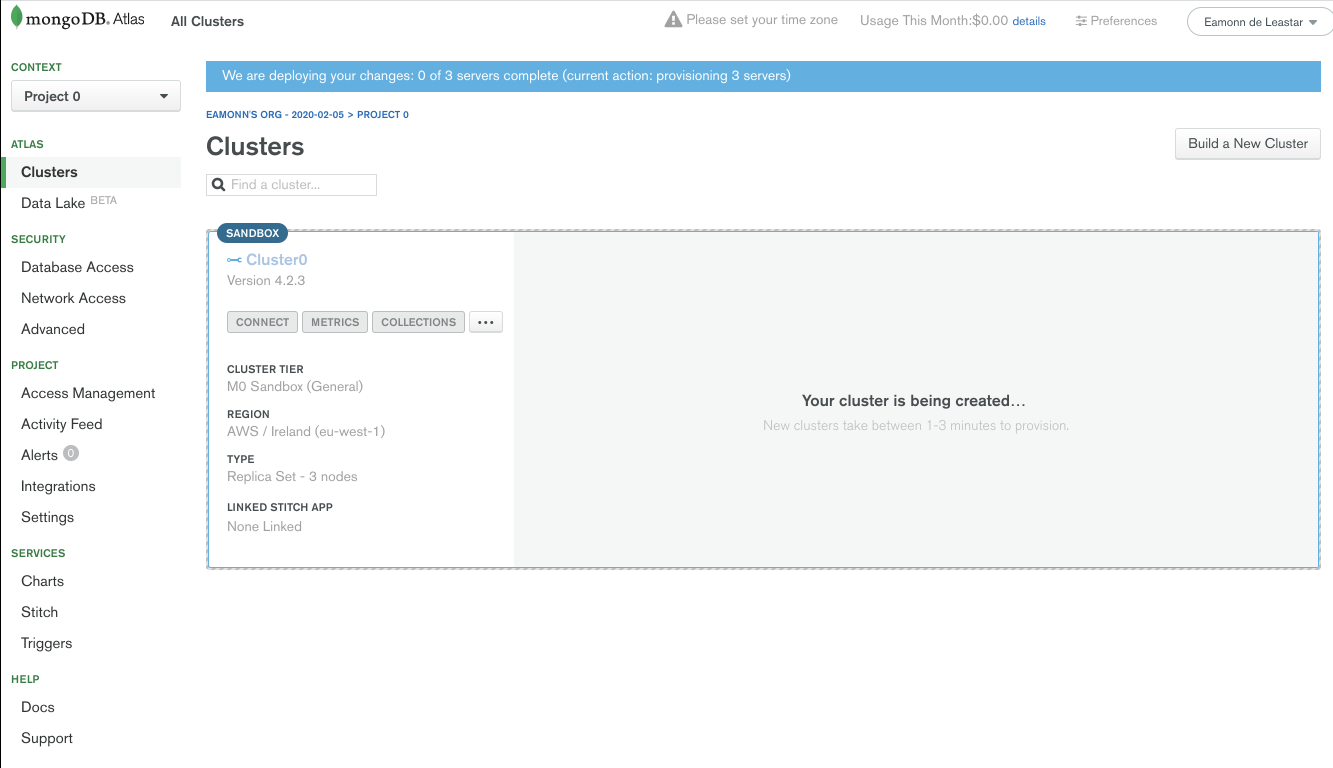 mongoDB. Atlas
All Clusters
Please set your time zone
Usage This Month:$0.00 details
Preferences
Eamonn de Leastar
CONTEXT
Project 0
ATLAS
Clusters
Data Lake BETA
SECURITY
Database Access
Network Access
Advanced
PROJECT
Access Management
Activity Feed
Alerts 0
Integrations
Settings
SERVICES
Charts
Stitch
Triggers
HELP
Docs
Support
We are deploying your changes: 0 of 3 servers complete (current action: provisioning 3 servers)
EAMONN'S ORG - 2020-02-05 > PROJECT 0
Clusters
Build a New Cluster
Find a cluster...
SANDBOX
Cluster0
Version 4.2.3
CONNECT
METRICS
COLLECTIONS
...
CLUSTER TIER
M0 Sandbox (General)
REGION
AWS / Ireland (eu-west-1)
TYPE
Replica Set - 3 nodes
LINKED STITCH APP
None Linked
Your cluster is being created...
New clusters take between 1-3 minutes to provision.